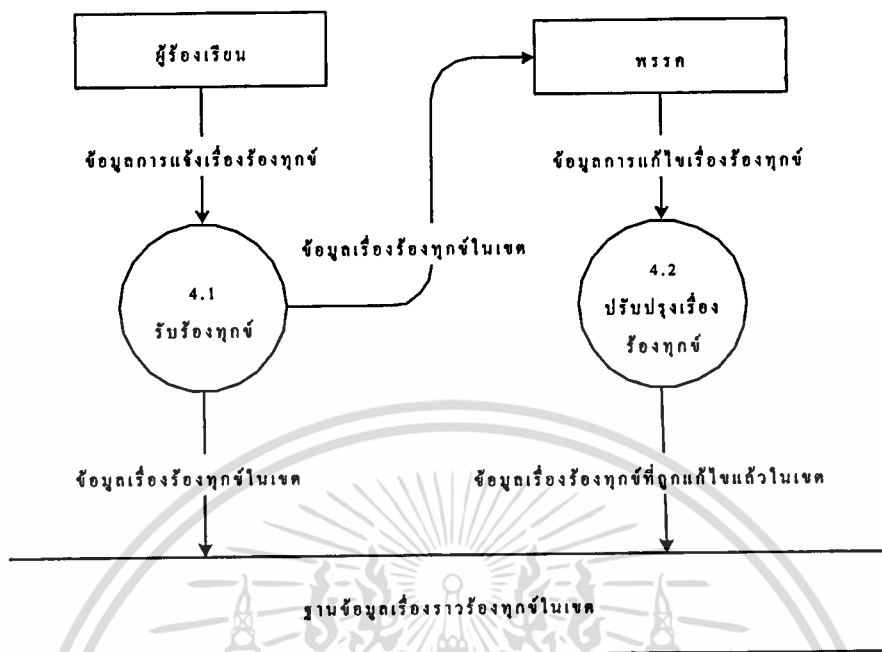 ผู้ร้องเรียน
พรรค
ข้อมูลการแจ้งเรื่องร้องทุกข์
ข้อมูลการแก้ไขเรื่องร้องทุกข์
ข้อมูลเรื่องร้องทุกข์ในเขต
4.1
รับร้องทุกข์
4.2
ปรับปรุงเรื่อง
ร้องทุกข์
ข้อมูลเรื่องร้องทุกข์ในเขต
ข้อมูลเรื่องร้องทุกข์ที่ถูกแก้ไขแล้วในเขต
ฐานข้อมูลเรื่องราวร้องทุกข์ในเขต